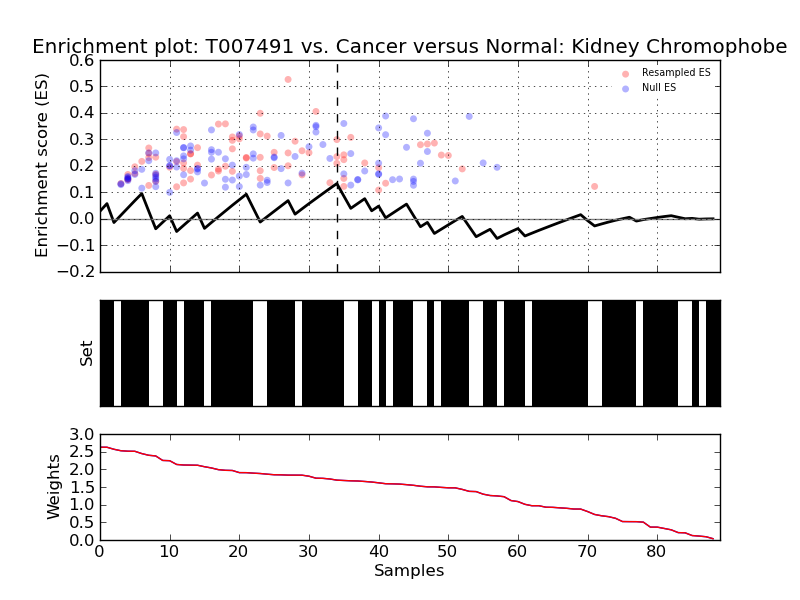 Enrichment plot: T007491 vs. Cancer versus Normal: Kidney Chromophobe
Enrichment score (ES)
0.6
0.5
0.4
0.3
0.2
0.1
0.0
−0.1
−0.2
Resampled ES
Null ES
Set
Weights
3.0
2.5
2.0
1.5
1.0
0.5
0.0
0 10 20 30 40 50 60 70 80
Samples